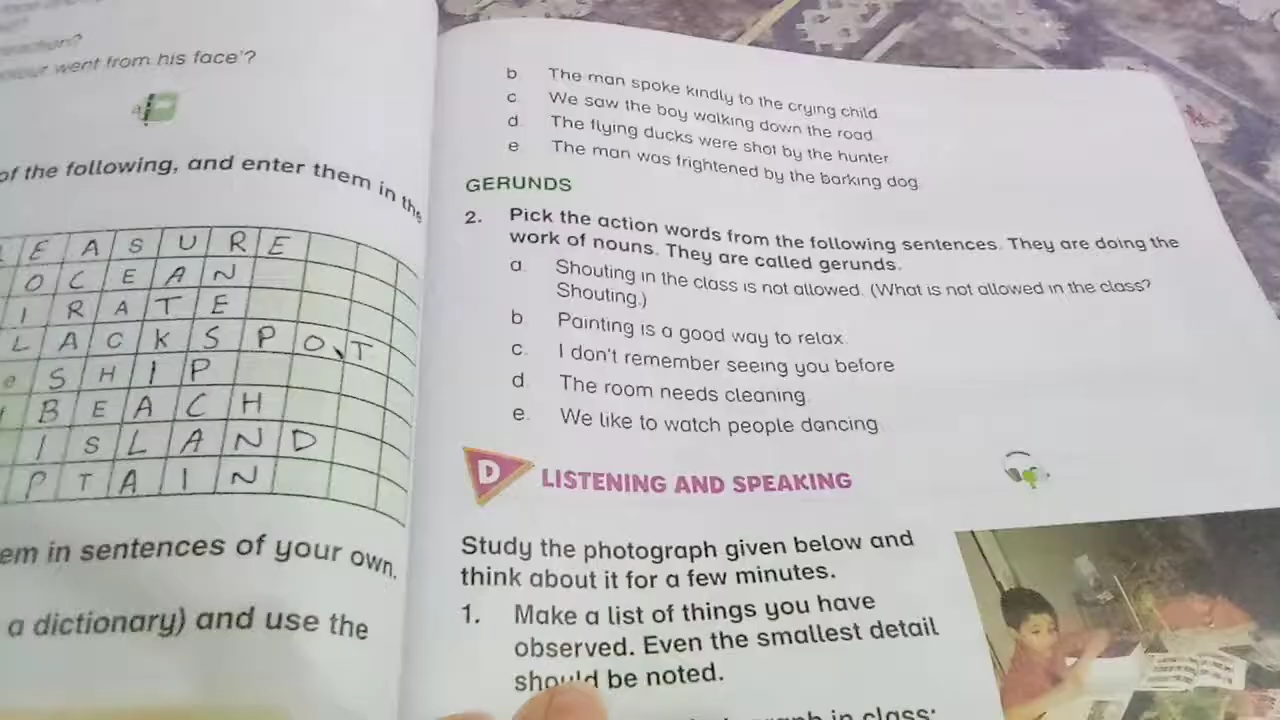 went from his face'?
of the following, and enter them in the
E A S U R E
O C E A N
I R A T E
L A C K S P O T
e S H I P
B E A C H
I S L A N D
P T A I N
em in sentences of your own.
a dictionary) and use the
b The man spoke kindly to the crying child
c We saw the boy walking down the road
d The flying ducks were shot by the hunter
e The man was frightened by the barking dog
GERUNDS
2. Pick the action words from the following sentences. They are doing the
work of nouns. They are called gerunds.
a Shouting in the class is not allowed. (What is not allowed in the class?
Shouting.)
b Painting is a good way to relax
c. I don't remember seeing you before
d. The room needs cleaning
e. We like to watch people dancing
D LISTENING AND SPEAKING
Study the photograph given below and
think about it for a few minutes.
1. Make a list of things you have
observed. Even the smallest detail
should be noted.
in class: